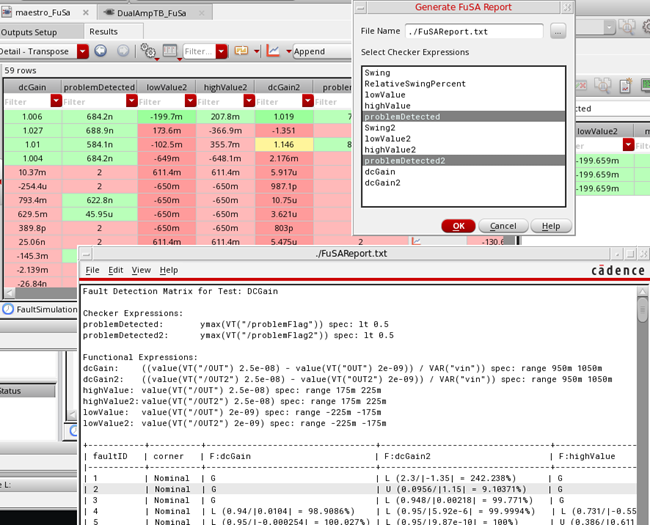 maestro_FuSa
DualAmpTB_FuSa
Outputs Setup
Results
Detail - Transpose
Filter...
Append
59 rows
dcGain problemDetected lowValue2 highValue2 dcGain2
Filter Filter Filter Filter Filter Filter
1.006 684.2n -199.7m 207.8m 1.019
1.027 688.9n 173.6m -366.9m -1.351
1.01 584.1n -102.5m 355.7m 1.146
1.004 684.2n -649m -648.1m 2.176m
10.37m 2 611.4m 611.4m 5.917u
-254.4u 2 -650m -650m 987.1p
793.4m 622.8n -650m -650m 10.75u
629.5m 45.95u -650m -650m 3.621u
389.8p 2 -650m -650m 803p
25.06n 2 611.4m 611.4m 5.475u
-145.3m
-2.139m
-26.84n
FaultSimulation
Status
e L:
Generate FuSA Report
File Name ./FuSAReport.txt ...
Select Checker Expressions
Swing
RelativeSwingPercent
lowValue
highValue
problemDetected
Swing2
lowValue2
highValue2
problemDetected2
dcGain
dcGain2
OK Cancel Help
lowValue2
Filter
-199.659m
-199.659m
-199.659m
./FuSAReport.txt
File Edit View Help
cādence
Fault Detection Matrix for Test: DCGain
Checker Expressions:
problemDetected: ymax(VT("/problemFlag")) spec: lt 0.5
problemDetected2: ymax(VT("/problemFlag2")) spec: lt 0.5
Functional Expressions:
dcGain: ((value(VT("/OUT") 2.5e-08) - value(VT("OUT") 2e-09)) / VAR("vin")) spec: range 950m 1050m
dcGain2: ((value(VT("/OUT2") 2.5e-08) - value(VT("OUT2") 2e-09)) / VAR("vin")) spec: range 950m 1050m
highValue: value(VT("/OUT") 2.5e-08) spec: range 175m 225m
highValue2: value(VT("/OUT2") 2.5e-08) spec: range 175m 225m
lowValue: value(VT("/OUT") 2e-09) spec: range -225m -175m
lowValue2: value(VT("/OUT2") 2e-09) spec: range -225m -175m
| faultID | corner | F:dcGain | F:dcGain2 | F:highValue
| 1 | Nominal | G | L (2.3/|-1.35| = 242.238%) | G
| 2 | Nominal | G | U (0.0956/|1.15| = 9.10371%) | G
| 3 | Nominal | G | L (0.948/|0.00218| = 99.771%) | G
| 4 | Nominal | L (0.94/|0.0104| = 98.9086%) | L (0.95/|5.92e-6| = 99.9994%) | L (0.731/|-0.55
| 5 | Nominal | L (0.95/|-0.000254| = 100.027%) | L (0.95/|9.87e-10| = 100%) | U (0.386/|0.611